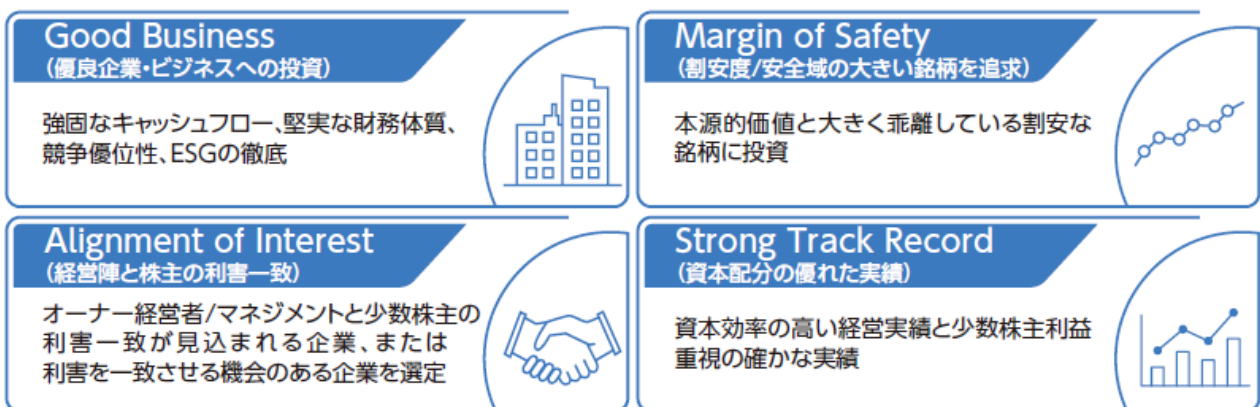 Good Business
(優良企業・ビジネスへの投資)
強固なキャッシュフロー、堅実な財務体質、
競争優位性、ESGの徹底
Margin of Safety
(割安度/安全域の大きい銘柄を追求)
本源的価値と大きく乖離している割安な
銘柄に投資
Alignment of Interest
(経営陣と株主の利害一致)
オーナー経営者/マネジメントと少数株主の
利害一致が見込まれる企業、または
利害を一致させる機会のある企業を選定
Strong Track Record
(資本配分の優れた実績)
資本効率の高い経営実績と少数株主利益
重視の確かな実績